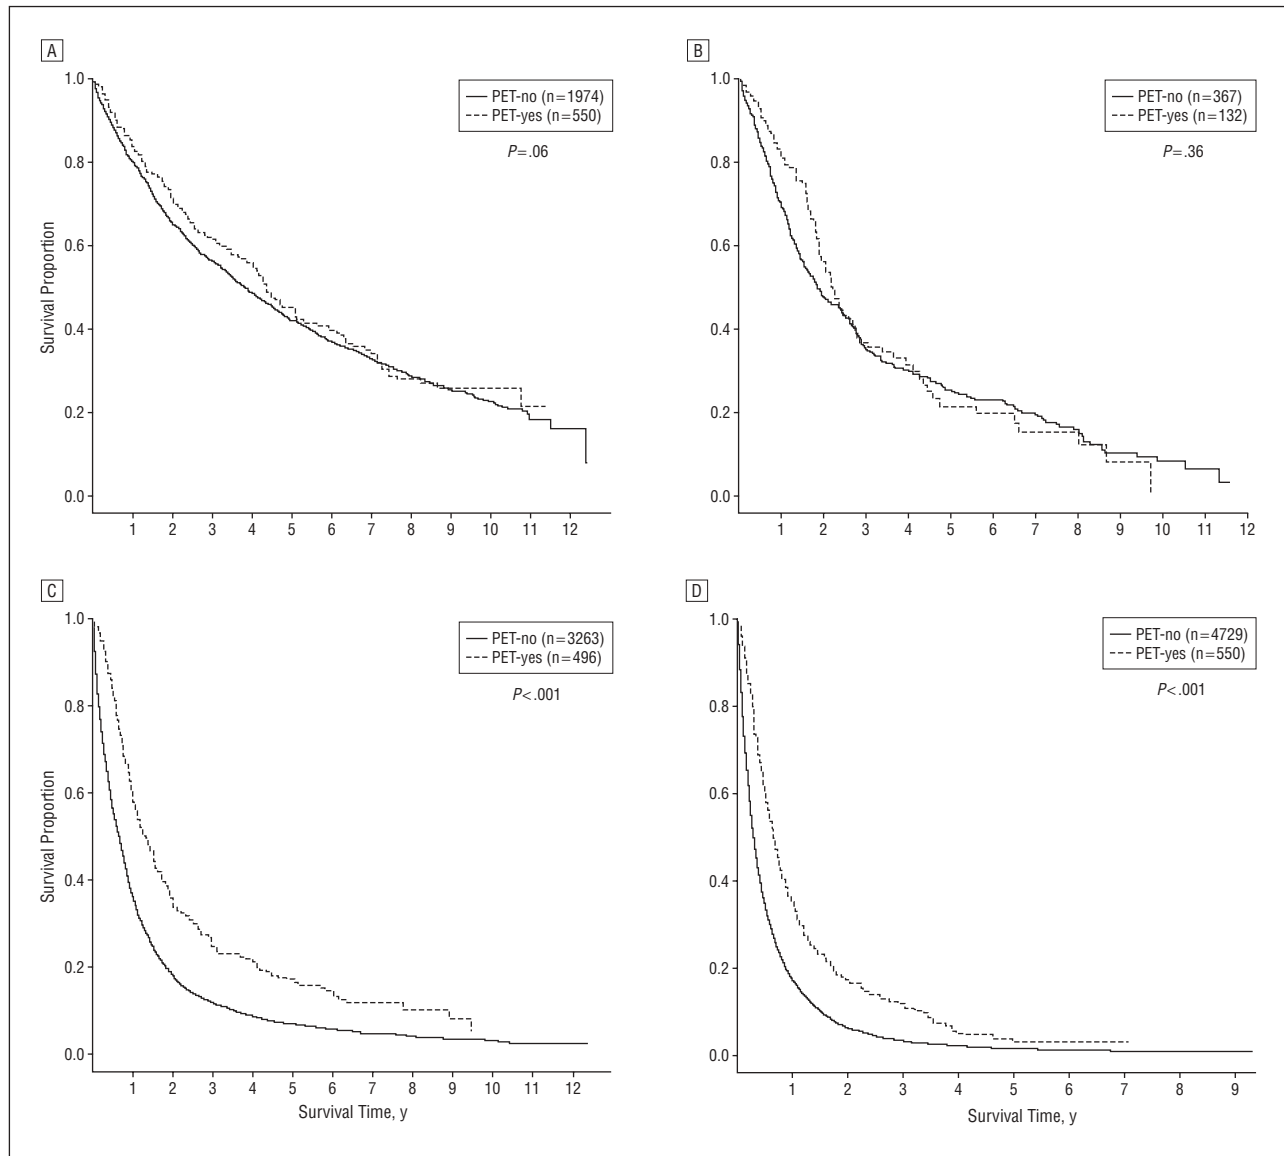 A
1.0
0.8
0.6
0.4
0.2
0.0
Survival Proportion
PET-no (n=1974)
PET-yes (n=550)
P=.06
1 2 3 4 5 6 7 8 9 10 11 12
B
1.0
0.8
0.6
0.4
0.2
0.0
PET-no (n=367)
PET-yes (n=132)
P=.36
1 2 3 4 5 6 7 8 9 10 11 12
C
1.0
0.8
0.6
0.4
0.2
0.0
Survival Proportion
PET-no (n=3263)
PET-yes (n=496)
P<.001
1 2 3 4 5 6 7 8 9 10 11 12
Survival Time, y
D
1.0
0.8
0.6
0.4
0.2
0.0
PET-no (n=4729)
PET-yes (n=550)
P<.001
1 2 3 4 5 6 7 8 9
Survival Time, y